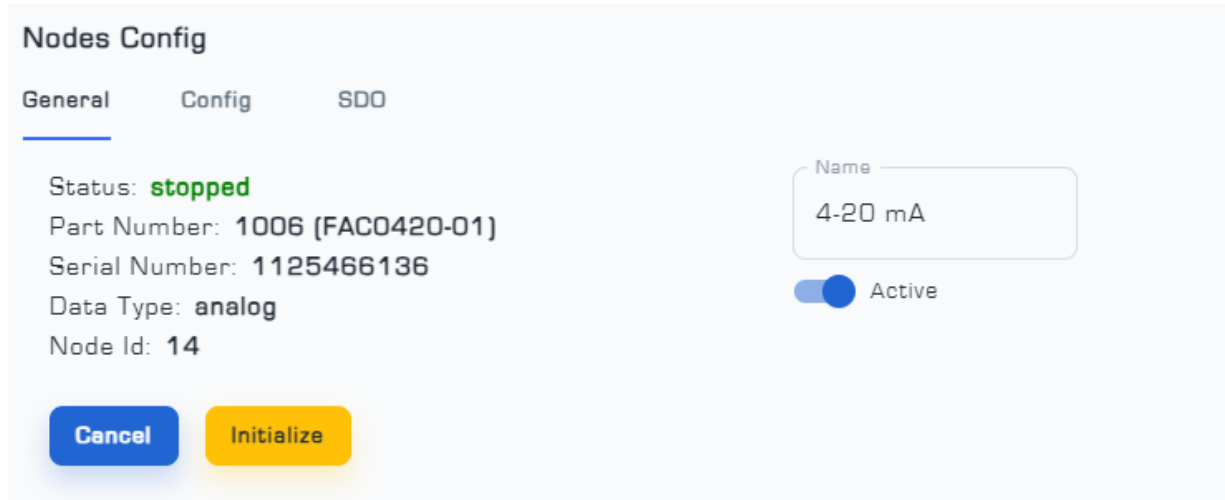 Nodes Config
General Config SDO
Status: stopped
Part Number: 1006 (FAC0420-01)
Serial Number: 1125466136
Data Type: analog
Node Id: 14
Name
4-20 mA
Active
Cancel Initialize